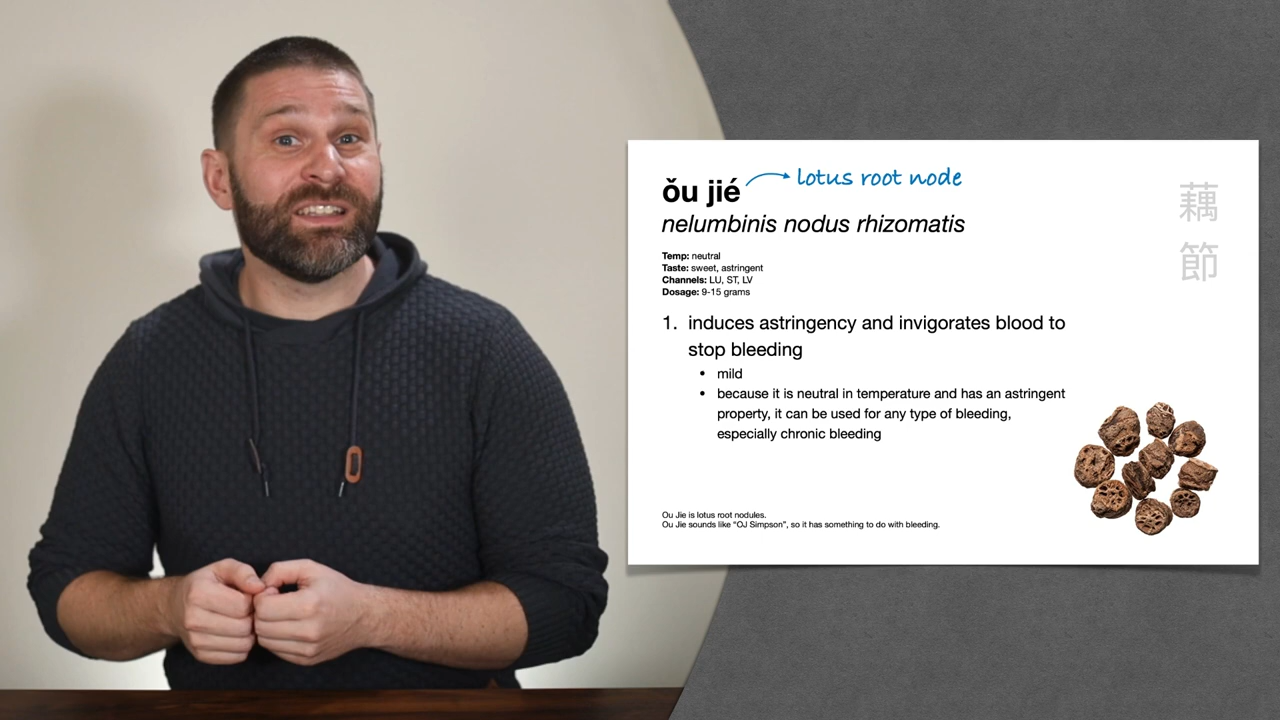 ǒu jié
lotus root node
nelumbinis nodus rhizomatis
藕
節
Temp: neutral
Taste: sweet, astringent
Channels: LU, ST, LV
Dosage: 9-15 grams
1. induces astringency and invigorates blood to
stop bleeding
• mild
• because it is neutral in temperature and has an astringent
property, it can be used for any type of bleeding,
especially chronic bleeding
Ou Jie is lotus root nodules.
Ou Jie sounds like “OJ Simpson”, so it has something to do with bleeding.